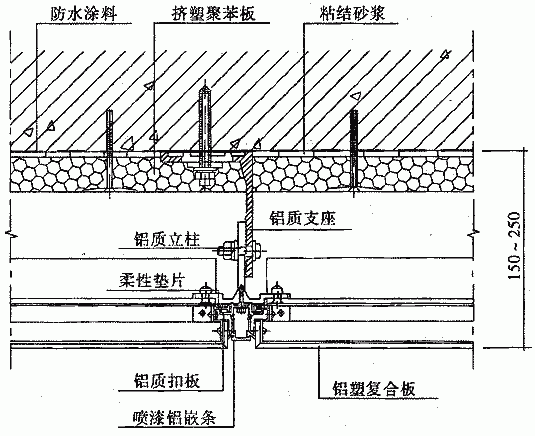 防水涂料
挤塑聚苯板
粘结砂浆
铝质支座
铝质立柱
柔性垫片
150~250
铝质扣板
铝塑复合板
喷漆铝嵌条